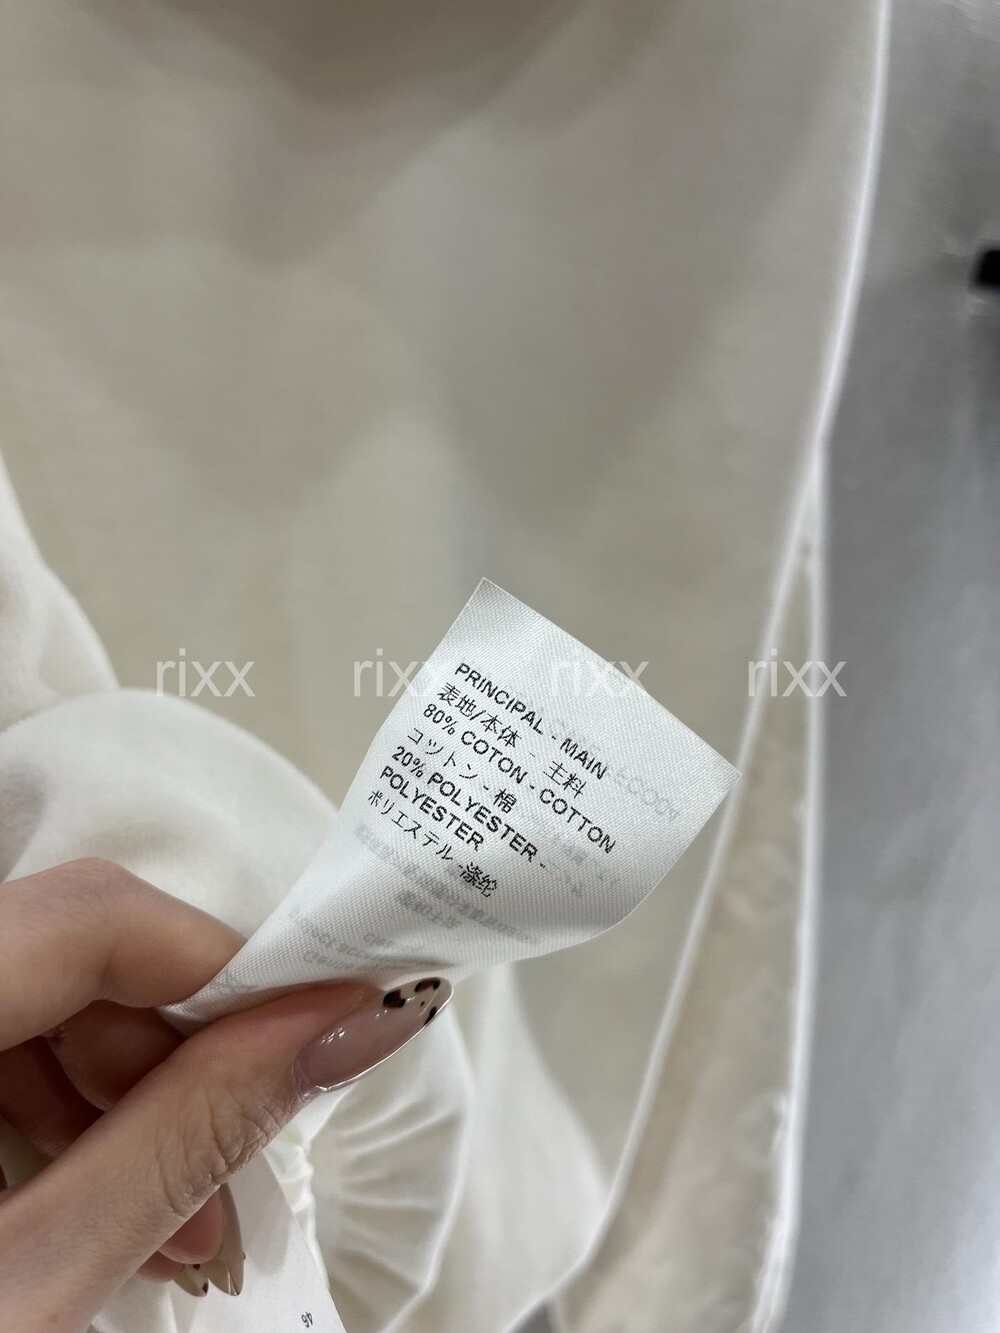 rixx rixx rixx rixx
PRINCIPAL - MAIN
表地/本体 - 主料
80% COTON - COTTON
コットン - 棉
20% POLYESTER -
POLYESTER
ポリエステル -涤纶
46